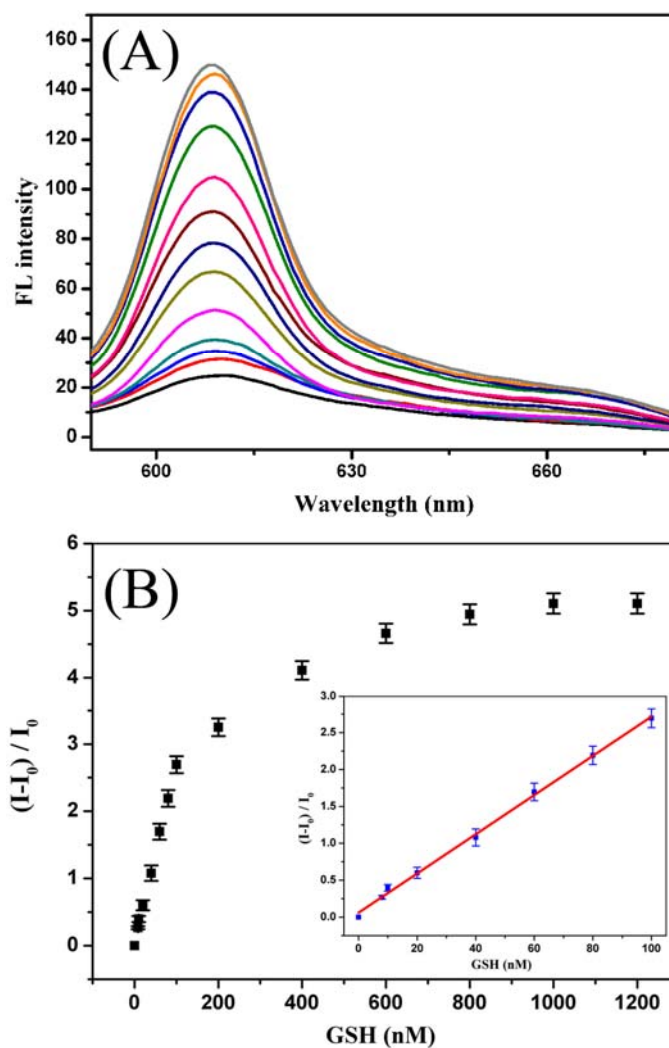 (A)
160
140
120
100
80
60
40
20
0
FL intensity
600 630 660
Wavelength (nm)
(B)
6
5
4
3
2
1
0
(I-I₀) / I₀
0 200 400 600 800 1000 1200
GSH (nM)
3.0
2.5
2.0
1.5
1.0
0.5
0.0
(I-I₀) / I₀
0 20 40 60 80 100
GSH (nM)